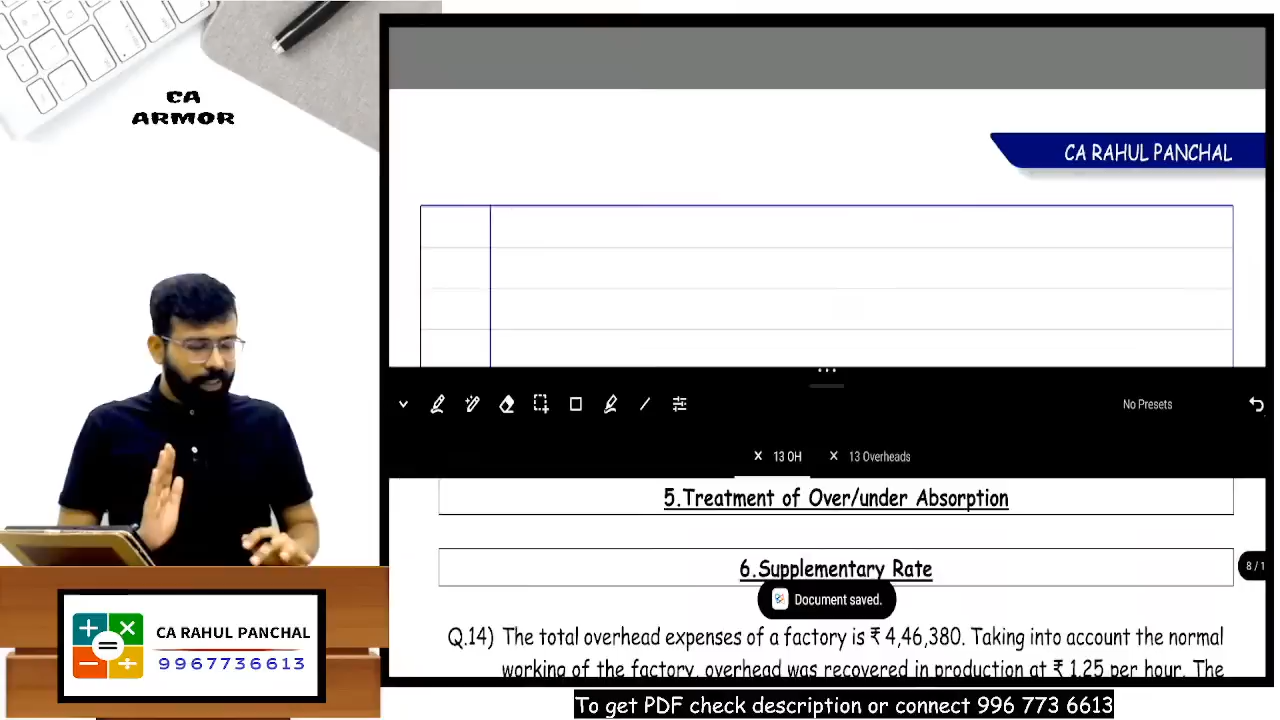 CA
ARMOR
CA RAHUL PANCHAL
No Presets
13 OH
13 Overheads
5.Treatment of Over/under Absorption
6.Supplementary Rate
8/1
Document saved.
Q.14) The total overhead expenses of a factory is ₹ 4,46,380. Taking into account the normal
working of the factory, overhead was recovered in production at ₹ 1.25 per hour. The
CA RAHUL PANCHAL
9967736613
To get PDF check description or connect 996 773 6613